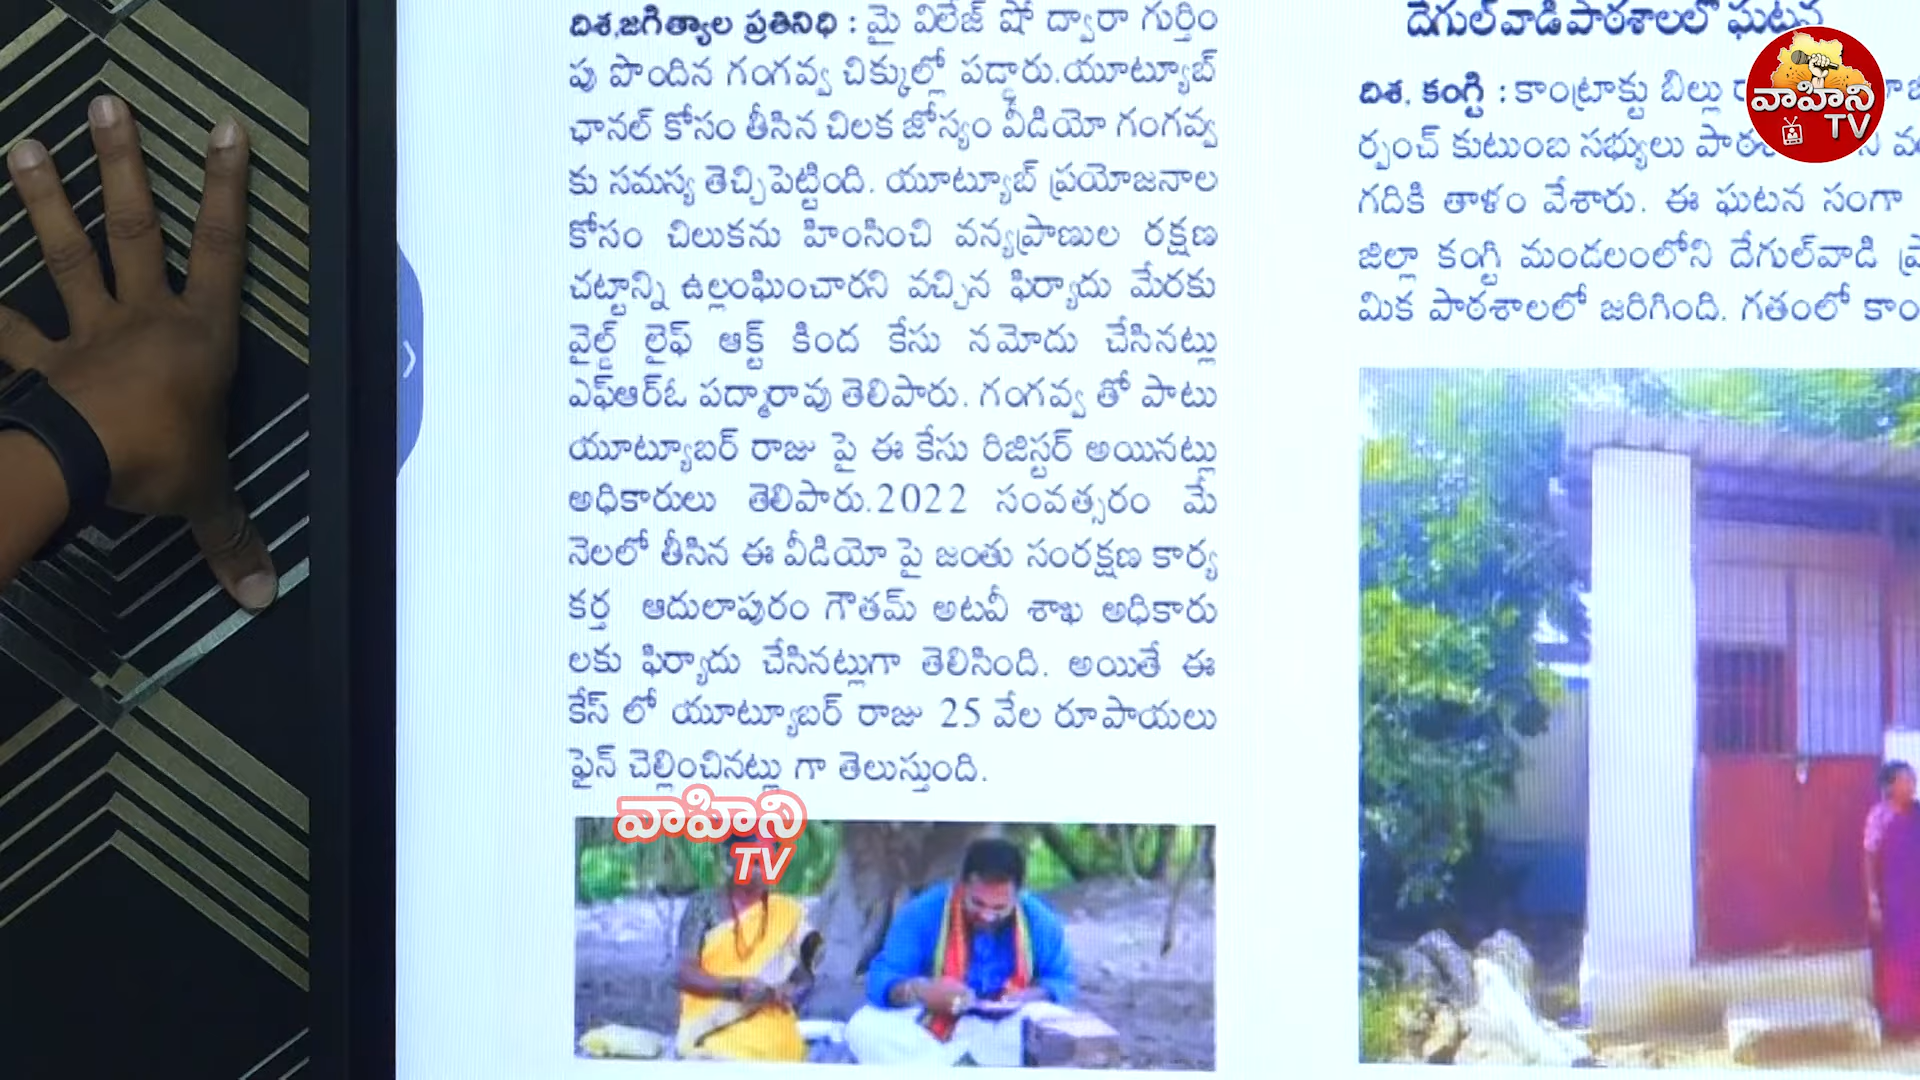 దిశ,జగిత్యాల ప్రతినిధి : మై విలేజ్ షో ద్వారా గుర్తిం
పు పొందిన గంగవ్వ చిక్కుల్లో పడ్డారు.యూట్యూబ్
ఛానల్ కోసం తీసిన చిలక జోస్యం వీడియో గంగవ్వ
కు సమస్య తెచ్చిపెట్టింది. యూట్యూబ్ ప్రయోజనాల
కోసం చిలుకను హింసించి వన్యప్రాణుల రక్షణ
చట్టాన్ని ఉల్లంఘించారని వచ్చిన ఫిర్యాదు మేరకు
వైల్డ్ లైఫ్ ఆక్ట్ కింద కేసు నమోదు చేసినట్లు
ఎఫ్ఆర్ఓ పద్మారావు తెలిపారు. గంగవ్వ తో పాటు
యూట్యూబర్ రాజు పై ఈ కేసు రిజిస్టర్ అయినట్లు
అధికారులు తెలిపారు.2022 సంవత్సరం మే
నెలలో తీసిన ఈ వీడియో పై జంతు సంరక్షణ కార్య
కర్త ఆదులాపురం గౌతమ్ అటవీ శాఖ అధికారు
లకు ఫిర్యాదు చేసినట్లుగా తెలిసింది. అయితే ఈ
కేస్ లో యూట్యూబర్ రాజు 25 వేల రూపాయలు
ఫైన్ చెల్లించినట్లు గా తెలుస్తుంది.
వాహిని
TV
దేగుల్‌వాడి పాఠశాలలో ఘటన
దిశ, కంగ్టి : కాంట్రాక్టు బిల్లు
ర్పంచ్ కుటుంబ సభ్యులు
గదికి తాళం వేశారు. ఈ ఘటన సంగా
జిల్లా కంగ్టి మండలంలోని దేగుల్‌వాడి
మిక పాఠశాలలో జరిగింది. గతంలో
వాహిని
TV